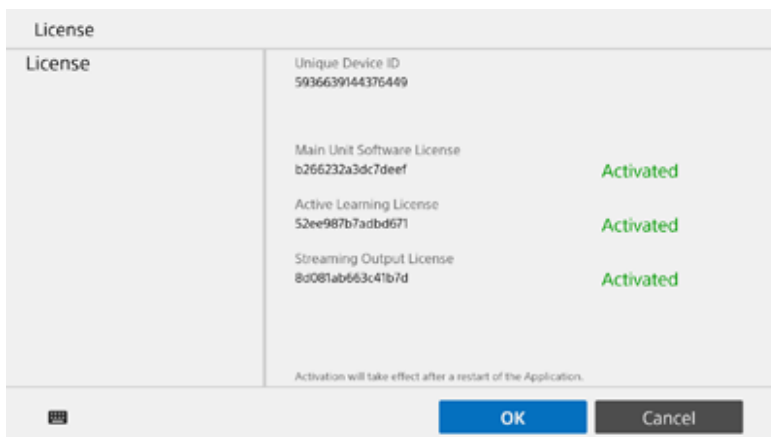 License
License
Unique Device ID
5936639144376449
Main Unit Software License
b266232a3dc7deef
Activated
Active Learning License
52ee987b7adbd671
Activated
Streaming Output License
8d081ab663c41b7d
Activated
Activation will take effect after a restart of the Application.
OK
Cancel